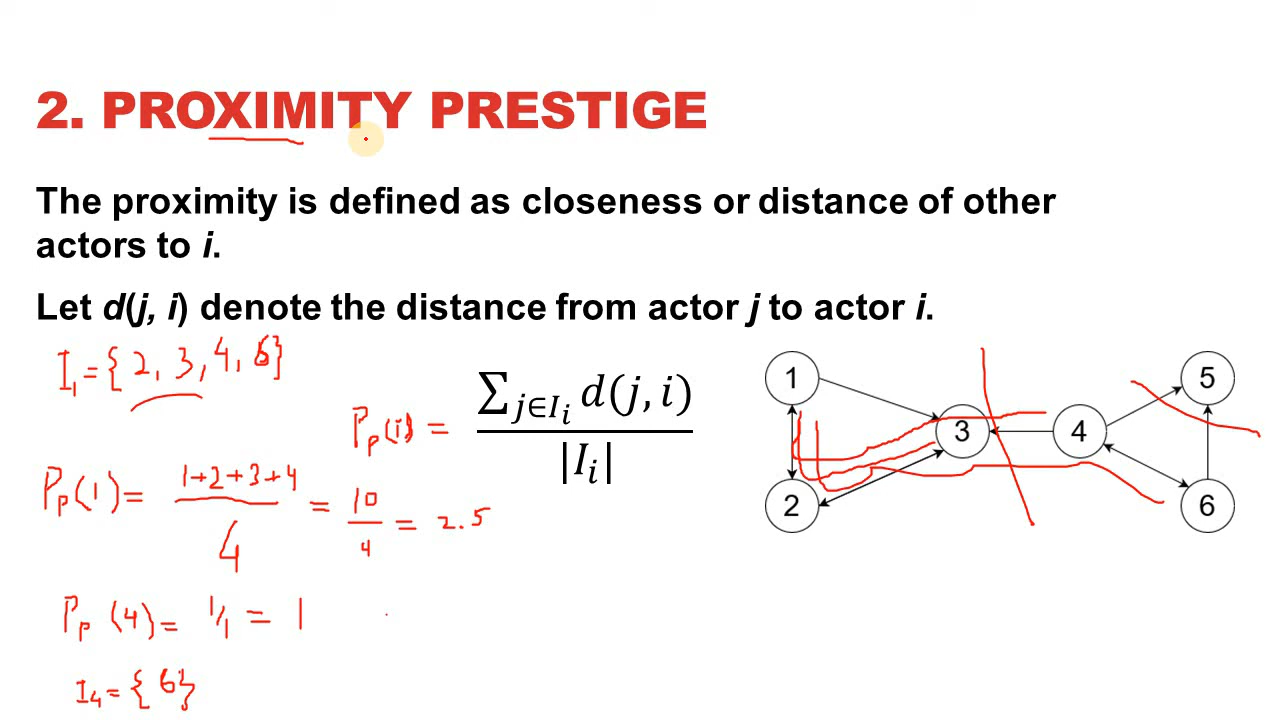 2. PROXIMITY PRESTIGE
The proximity is defined as closeness or distance of other
actors to i.
Let d(j, i) denote the distance from actor j to actor i.
I₁ = {2, 3, 4, 6}
Pₚ(i) = ∑_{j∈Iᵢ} d(j, i) / |Iᵢ|
Pₚ(1) = 1+2+3+4 / 4 = 10/4 = 2.5
Pₚ(4) = 1/1 = 1
I₄ = {6}
1
5
3
4
2
6